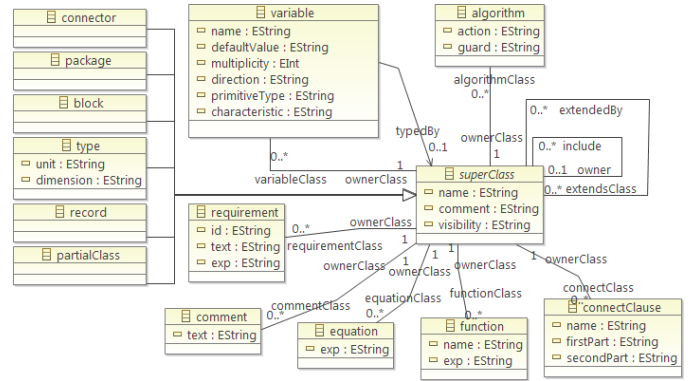 connector
package
block
type
unit : EString
dimension : EString
record
partialClass
variable
name : EString
defaultValue : EString
multiplicity : EInt
direction : EString
primitiveType : EString
characteristic : EString
algorithm
action : EString
guard : EString
algorithmClass
0..*
ownerClass
1
typedBy
0..1
0..*
variableClass
1
ownerClass
0..* extendedBy
0..* include
0..1 owner
0..* extendsClass
superClass
name : EString
comment : EString
visibility : EString
requirement
id : EString
text : EString
exp : EString
0..*
requirementClass
ownerClass
1
ownerClass
1
commentClass
0..*
comment
text : EString
1
ownerClass
equationClass
0..*
equation
exp : EString
1
ownerClass
functionClass
0..*
function
name : EString
exp : EString
1 ownerClass
connectClass
0..*
connectClause
name : EString
firstPart : EString
secondPart : EString